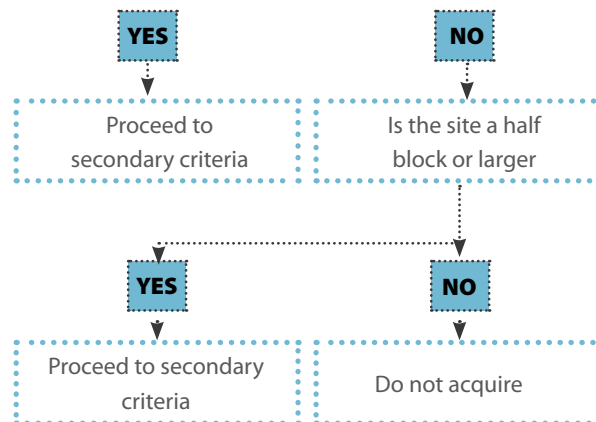 YES
NO
Proceed to
secondary criteria
Is the site a half
block or larger
YES
NO
Proceed to secondary
criteria
Do not acquire